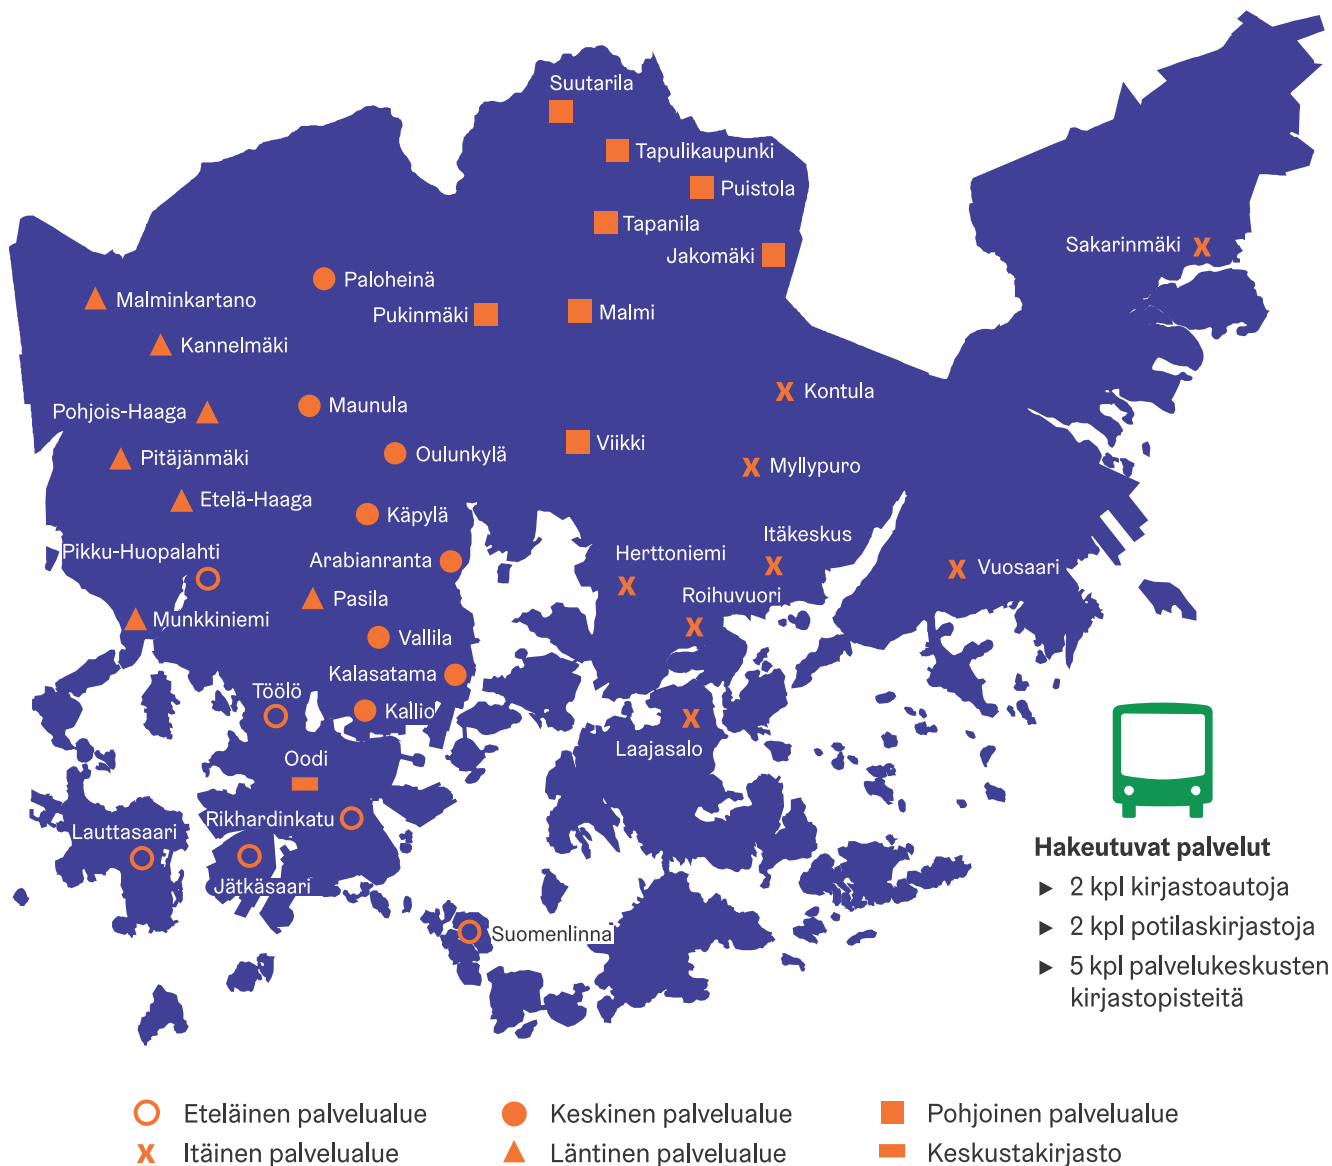 Suutarila
Tapulikaupunki
Puistola
Tapanila
Sakarinmäki
Jakomäki
Paloheinä
Malminkartano
Pukinmäki
Malmi
Kannelmäki
Kontula
Pohjois-Haaga
Maunula
Viikki
Oulunkylä
Pitäjänmäki
Myllypuro
Etelä-Haaga
Käpylä
Itäkeskus
Pikku-Huopalahti
Herttoniemi
Arabianranta
Vuosaari
Roihuvuori
Pasila
Munkkiniemi
Vallila
Kalasatama
Töölö
Kallio
Laajasalo
Oodi
Rikhardinkatu
Lauttasaari
Jätkäsaari
Suomenlinna
Hakeutuvat palvelut
► 2 kpl kirjastoautoja
► 2 kpl potilaskirjastoja
► 5 kpl palvelukeskusten
kirjastopisteitä
Eteläinen palvelualue
Keskinen palvelualue
Pohjoinen palvelualue
x Itäinen palvelualue
Läntinen palvelualue
Keskustakirjasto